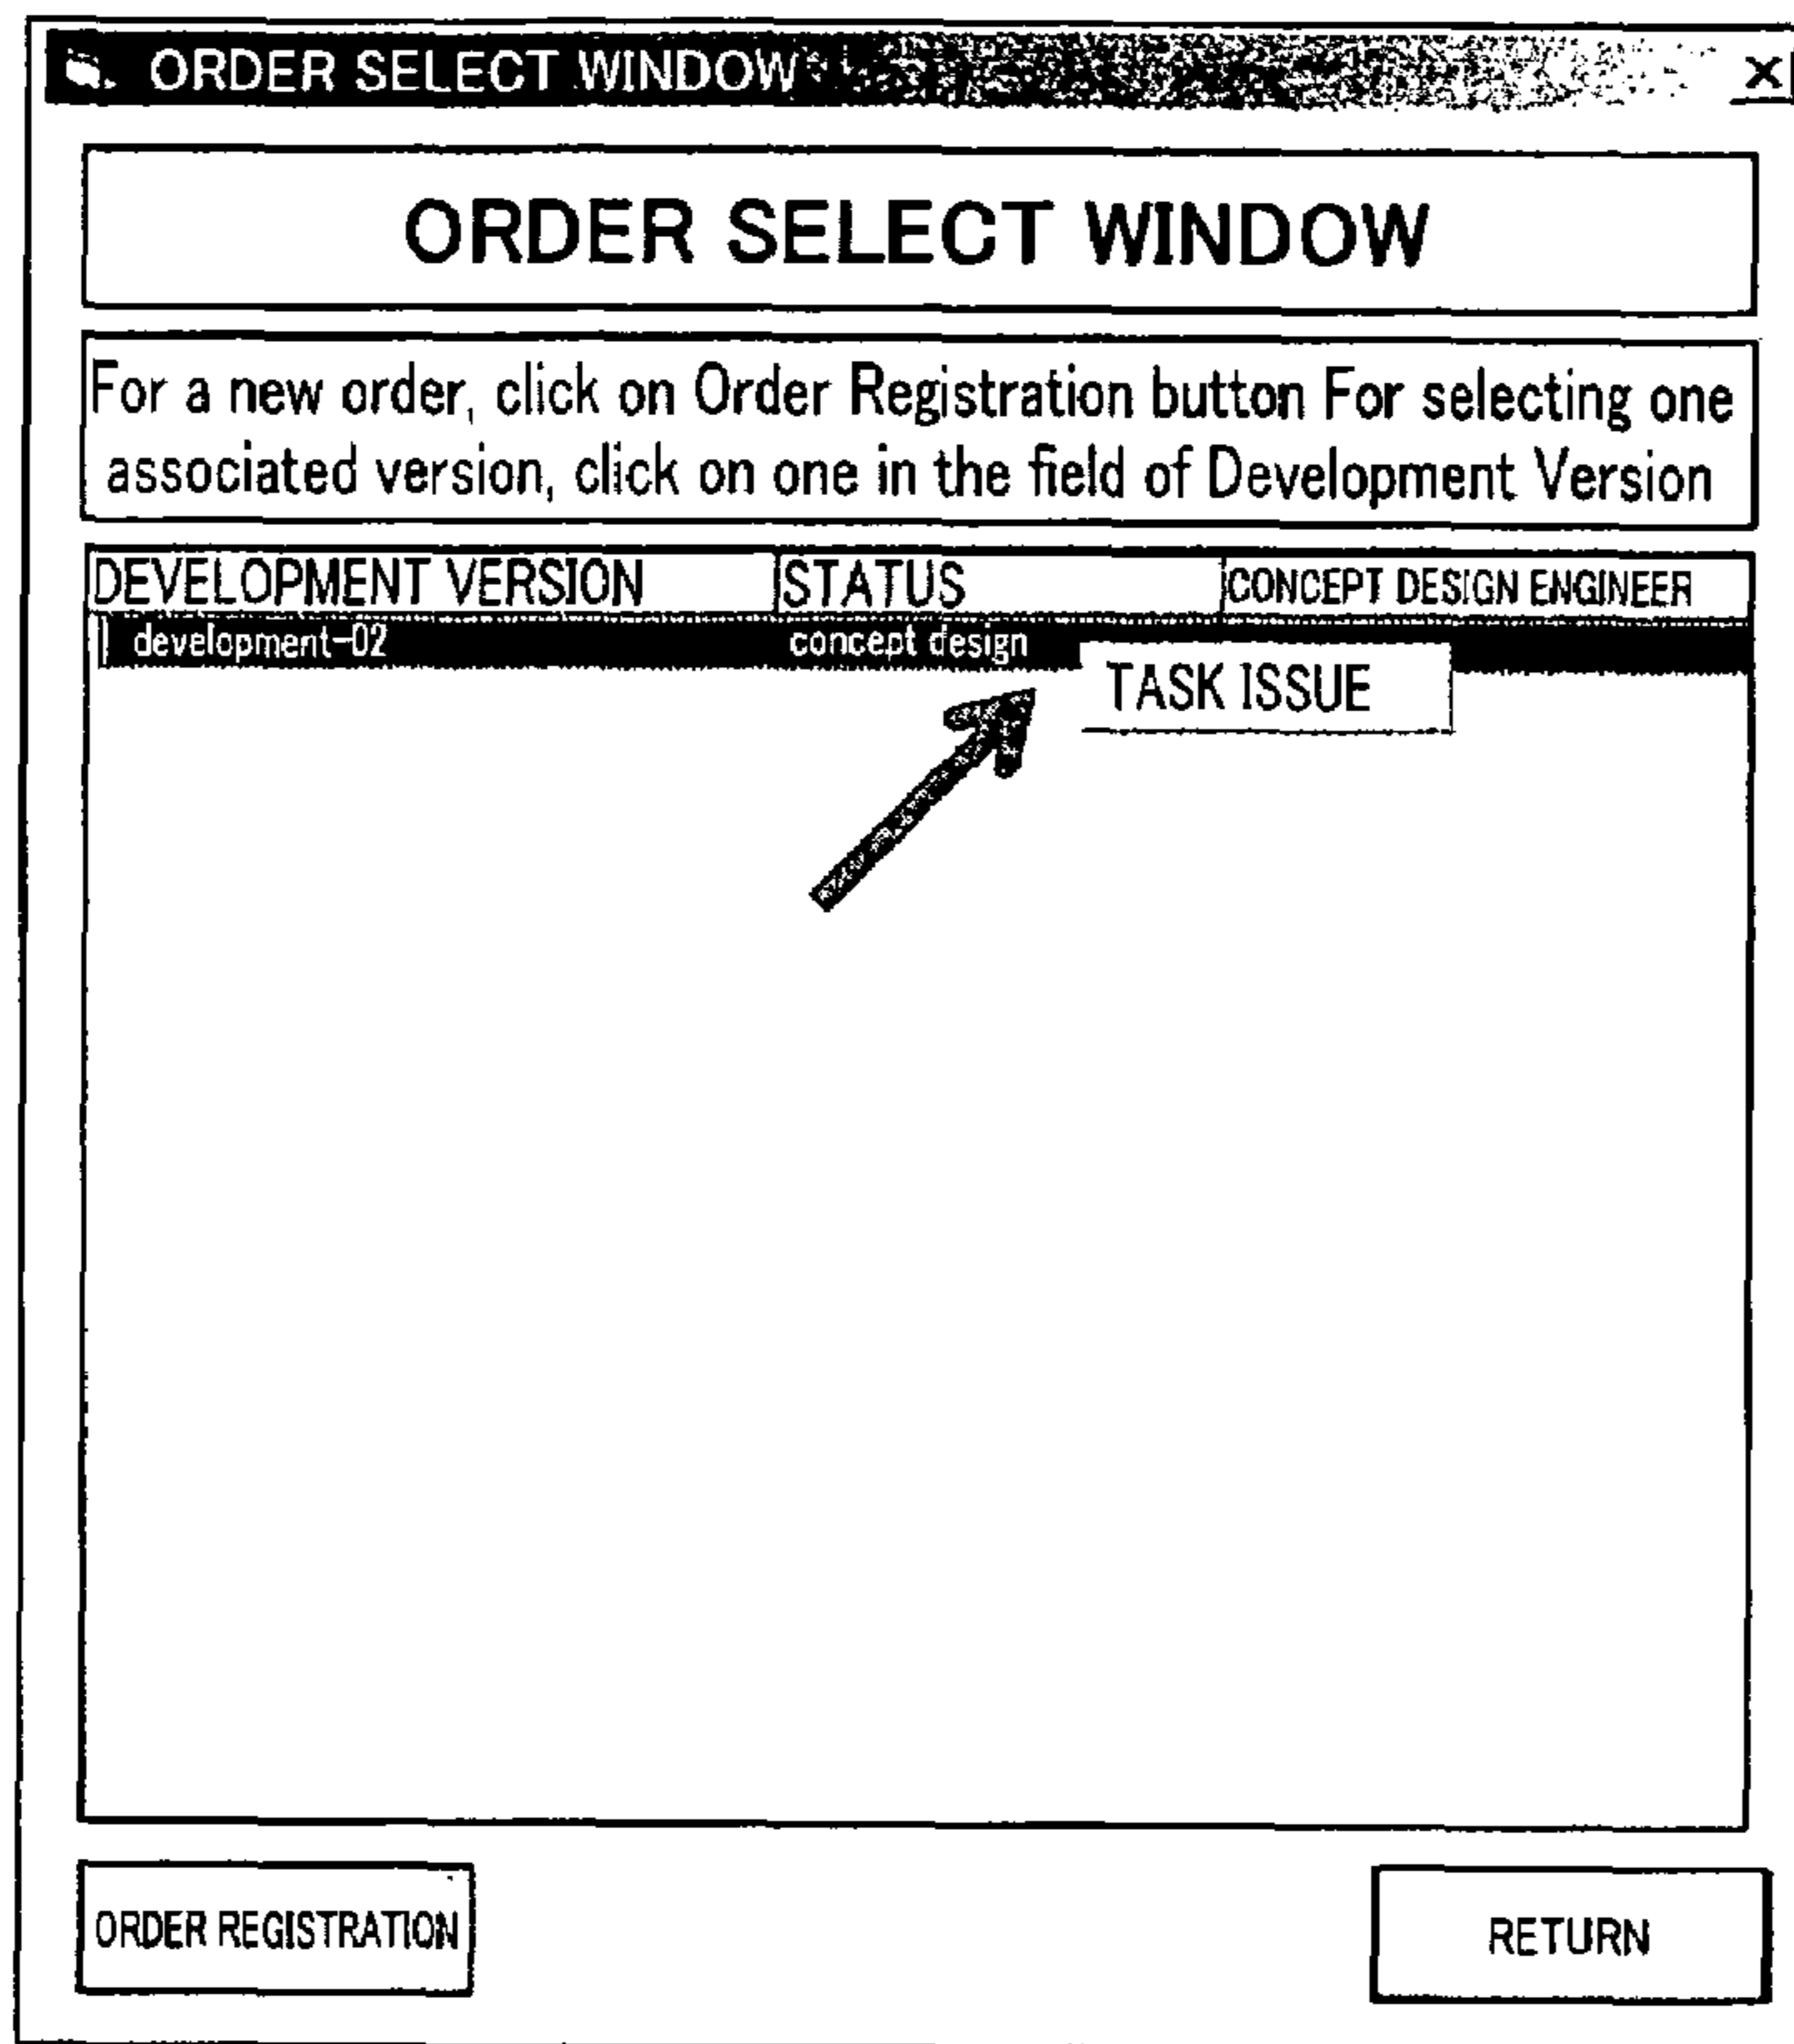 ORDER SELECT WINDOW X
ORDER SELECT WINDOW
For a new order, click on Order Registration button For selecting one
associated version, click on one in the field of Development Version
DEVELOPMENT VERSION STATUS CONCEPT DESIGN ENGINEER
development-02 concept design
TASK ISSUE
ORDER REGISTRATION RETURN